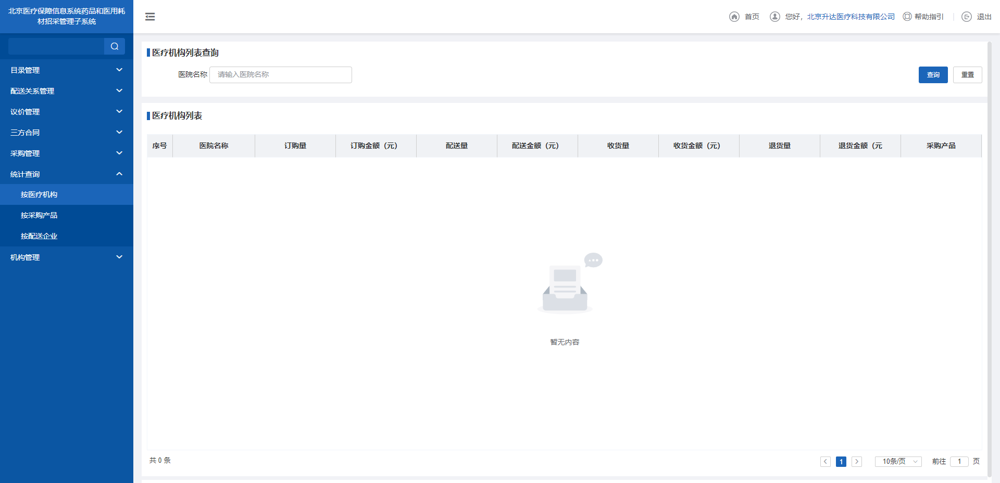 北京医疗保障信息系统药品和医用耗
材招采管理子系统
首页
您好，北京升达医疗科技有限公司
帮助指引
退出
目录管理
配送关系管理
议价管理
三方合同
采购管理
统计查询
按医疗机构
按采购产品
按配送企业
机构管理
医疗机构列表查询
医院名称 请输入医院名称
查询
重置
医疗机构列表
序号 医院名称 订购量 订购金额（元） 配送量 配送金额（元） 收货量 收货金额（元） 退货量 退货金额（元 采购产品
暂无内容
共 0 条
1
10条/页
前往 1 页